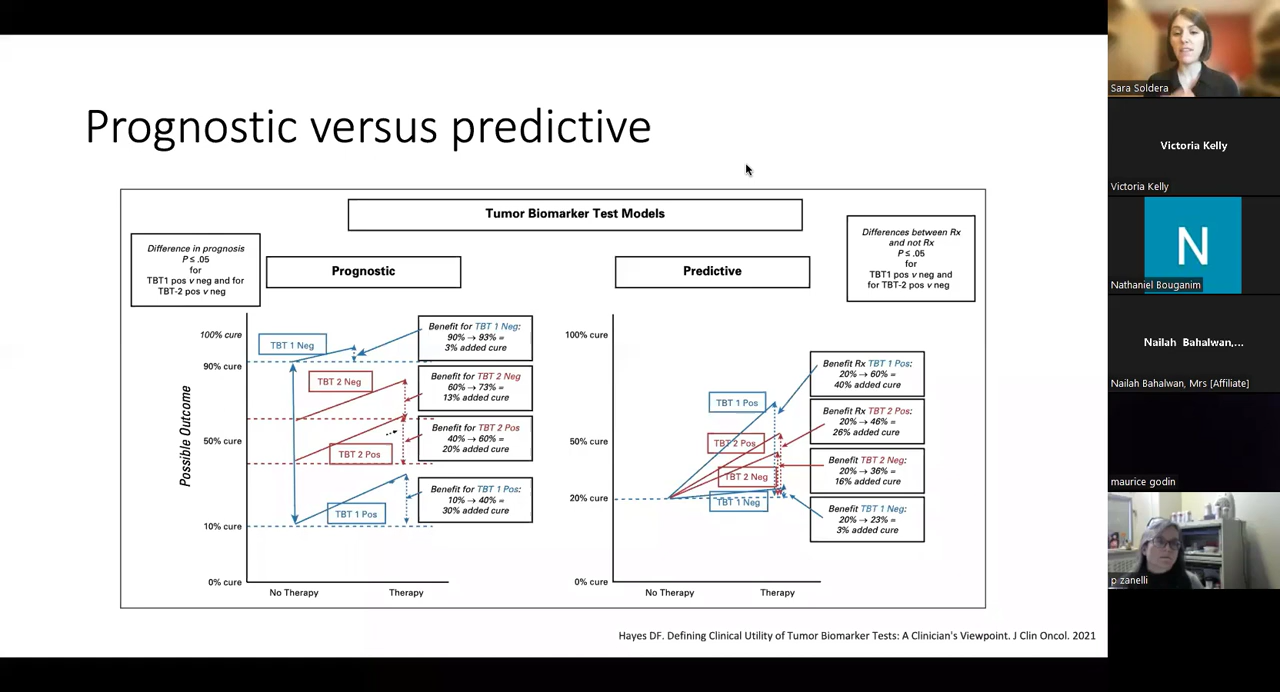 Prognostic versus predictive
Tumor Biomarker Test Models
Difference in prognosis
P ≤ .05
for
TBT1 pos v neg and for
TBT-2 pos v neg
Prognostic
100% cure
90% cure
50% cure
10% cure
0% cure
Possible Outcome
No Therapy
Therapy
TBT 1 Neg
TBT 2 Neg
TBT 2 Pos
TBT 1 Pos
Benefit for TBT 1 Neg:
90% → 93% =
3% added cure
Benefit for TBT 2 Neg
60% → 73% =
13% added cure
Benefit for TBT 2 Pos
40% → 60% =
20% added cure
Benefit for TBT 1 Pos:
10% → 40% =
30% added cure
Predictive
Differences between Rx
and not Rx
P ≤ .05
for
TBT1 pos v neg and
for TBT-2 pos v neg
100% cure
50% cure
20% cure
0% cure
No Therapy
Therapy
TBT 1 Pos
TBT 2 Pos
TBT 2 Neg
TBT 1 Neg
Benefit Rx TBT 1 Pos:
20% → 60% =
40% added cure
Benefit Rx TBT 2 Pos:
20% → 46% =
26% added cure
Benefit TBT 2 Neg:
20% → 36% =
16% added cure
Benefit TBT 1 Neg:
20% → 23% =
3% added cure
Hayes DF. Defining Clinical Utility of Tumor Biomarker Tests: A Clinician's Viewpoint. J Clin Oncol. 2021
Sara Soldera
Victoria Kelly
Victoria Kelly
N
Nathaniel Bouganim
Nailah Bahalwan,...
Nailah Bahalwan, Mrs [Affiliate]
maurice godin
p zanelli